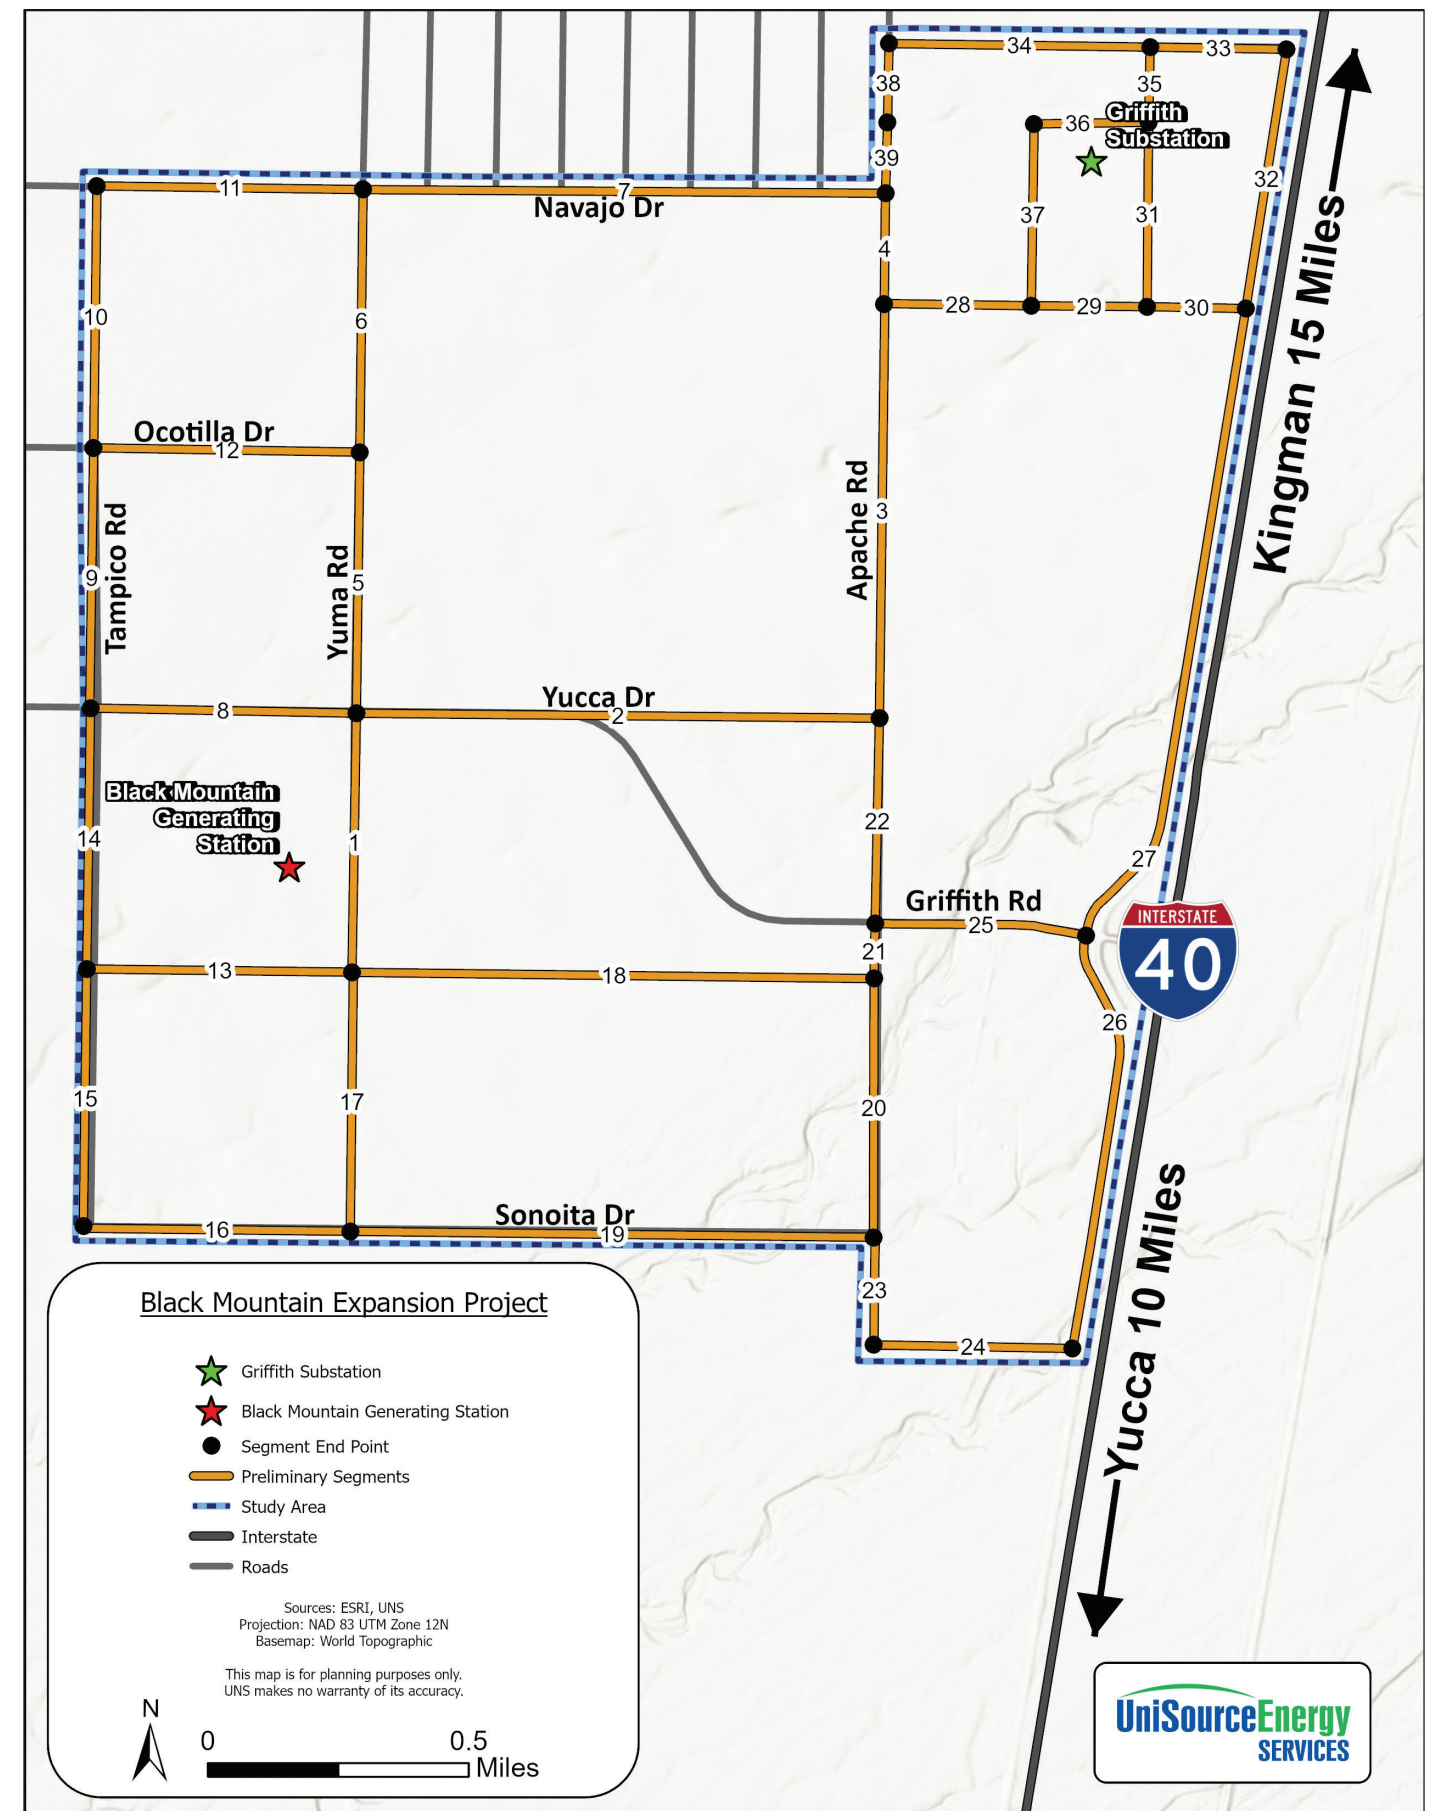 34
33
38
35
Griffith
Substation
36
39
32
11
7
Navajo Dr
37
31
4
28
29
30
10
6
Kingman 15 Miles
Ocotilla Dr
12
Apache Rd
3
Tampico Rd
9
Yuma Rd
5
8
Yucca Dr
2
Black Mountain
Generating
Station
14
1
22
27
Griffith Rd
25
INTERSTATE
40
21
13
18
26
15
17
20
16
Sonoita Dr
19
23
24
Yucca 10 Miles
Black Mountain Expansion Project
Griffith Substation
Black Mountain Generating Station
Segment End Point
Preliminary Segments
Study Area
Interstate
Roads
Sources: ESRI, UNS
Projection: NAD 83 UTM Zone 12N
Basemap: World Topographic
This map is for planning purposes only.
UNS makes no warranty of its accuracy.
N
0 0.5
Miles
UniSourceEnergy
SERVICES